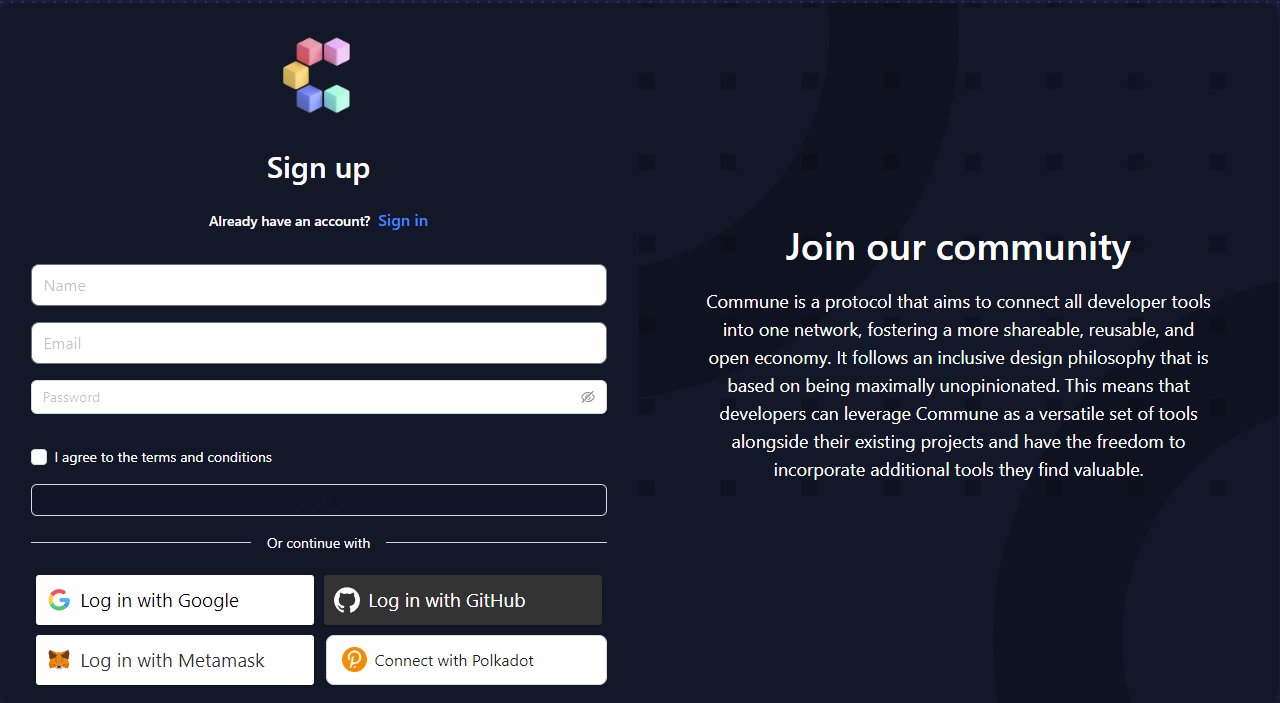 Sign up
Already have an account? Sign in
Name
Email
Password
I agree to the terms and conditions
Sign up
Or continue with
Log in with Google
Log in with GitHub
Log in with Metamask
Connect with Polkadot
Join our community
Commune is a protocol that aims to connect all developer tools
into one network, fostering a more shareable, reusable, and
open economy. It follows an inclusive design philosophy that is
based on being maximally unopinionated. This means that
developers can leverage Commune as a versatile set of tools
alongside their existing projects and have the freedom to
incorporate additional tools they find valuable.